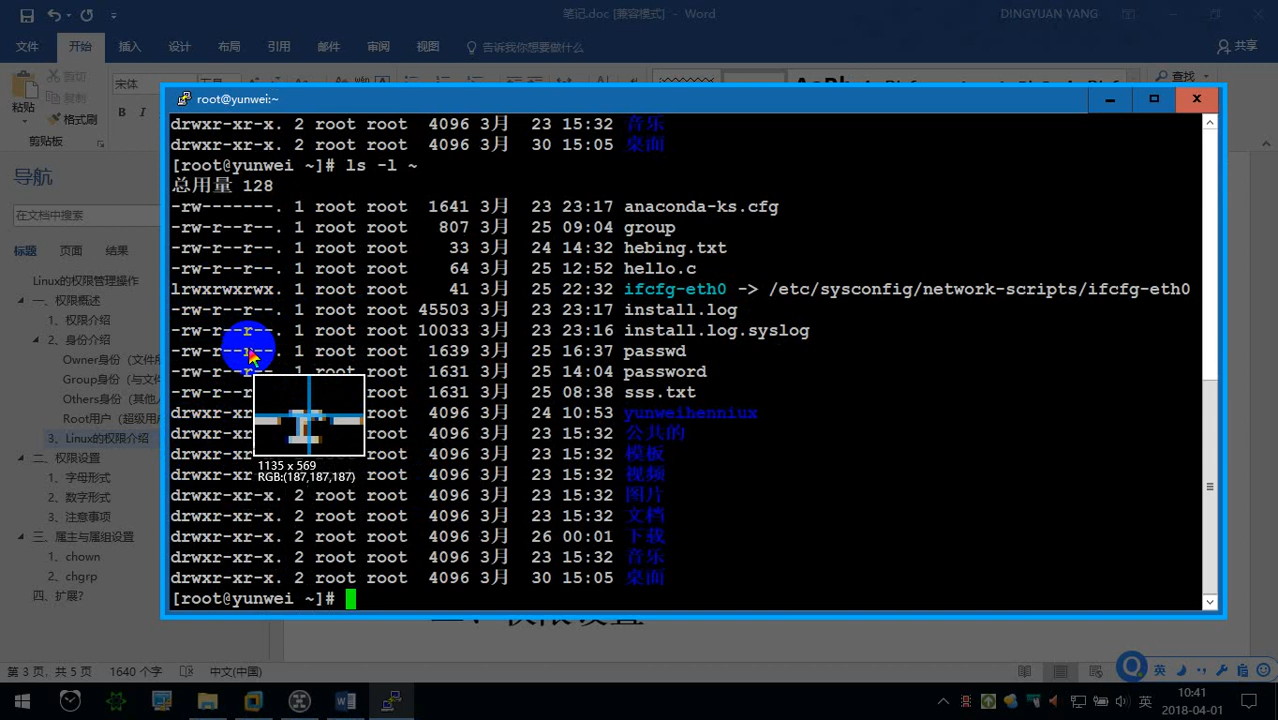 笔记.doc [兼容模式] - Word
DINGYUAN YANG
文件 开始 插入 设计 布局 引用 邮件 审阅 视图 告诉我你想要做什么 共享
粘贴
剪切
复制
格式刷
剪贴板
宋体
B I
查找
导航
在文档中搜索
标题 页面 结果
Linux的权限管理操作
一、权限概述
1、权限介绍
2、身份介绍
Owner身份（文件所
Group身份（与文
Others身份（其他人
Root用户（超级用
3、Linux的权限介绍
二、权限设置
1、字母形式
2、数字形式
3、注意事项
三、属主与属组设置
1、chown
2、chgrp
四、扩展?
root@yunwei:~
drwxr-xr-x. 2 root root 4096 3月 23 15:32 音乐
drwxr-xr-x. 2 root root 4096 3月 30 15:05 桌面
[root@yunwei ~]# ls -l ~
总用量 128
-rw-------. 1 root root 1641 3月 23 23:17 anaconda-ks.cfg
-rw-r--r--. 1 root root 807 3月 25 09:04 group
-rw-r--r--. 1 root root 33 3月 24 14:32 hebing.txt
-rw-r--r--. 1 root root 64 3月 25 12:52 hello.c
lrwxrwxrwx. 1 root root 41 3月 25 22:32 ifcfg-eth0 -> /etc/sysconfig/network-scripts/ifcfg-eth0
-rw-r--r--. 1 root root 45503 3月 23 23:17 install.log
-rw-r--r--. 1 root root 10033 3月 23 23:16 install.log.syslog
-rw-r--r--. 1 root root 1639 3月 25 16:37 passwd
-rw-r--r--. 1 root root 1631 3月 25 14:04 password
-rw-r 1631 3月 25 08:38 sss.txt
drwxr-xr 4096 3月 24 10:53 yunweihenniux
drwxr-xr 4096 3月 23 15:32 公共的
drwxr-xr 4096 3月 23 15:32 模板
drwxr-xr 4096 3月 23 15:32 视频
drwxr-xr-x. 2 root root 4096 3月 23 15:32 图片
drwxr-xr-x. 2 root root 4096 3月 23 15:32 文档
drwxr-xr-x. 2 root root 4096 3月 26 00:01 下载
drwxr-xr-x. 2 root root 4096 3月 23 15:32 音乐
drwxr-xr-x. 2 root root 4096 3月 30 15:05 桌面
[root@yunwei ~]#
1135 x 569
RGB:(187,187,187)
第 3 页，共 5 页 1640 个字 中文(中国)
英
英
10:41
2018-04-01